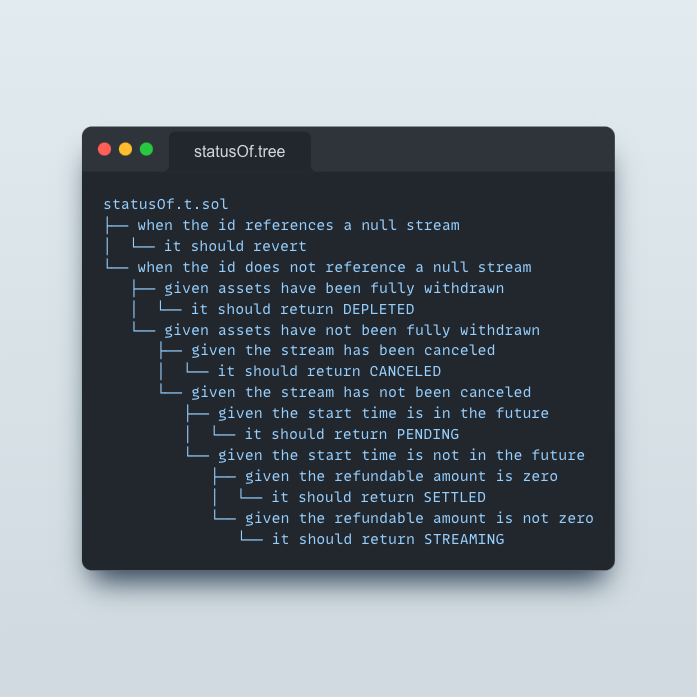 statusOf.tree
statusOf.t.sol
├── when the id references a null stream
│  └── it should revert
└── when the id does not reference a null stream
   ├── given assets have been fully withdrawn
   │  └── it should return DEPLETED
   └── given assets have not been fully withdrawn
      ├── given the stream has been canceled
      │  └── it should return CANCELED
      └── given the stream has not been canceled
         ├── given the start time is in the future
         │  └── it should return PENDING
         └── given the start time is not in the future
            ├── given the refundable amount is zero
            │  └── it should return SETTLED
            └── given the refundable amount is not zero
               └── it should return STREAMING